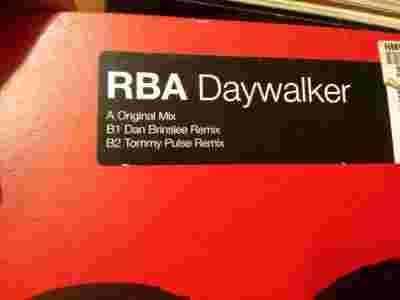 RBA Daywalker
A Original Mix
B1 Dan Brinslee Remix
B2 Tommy Pulse Remix